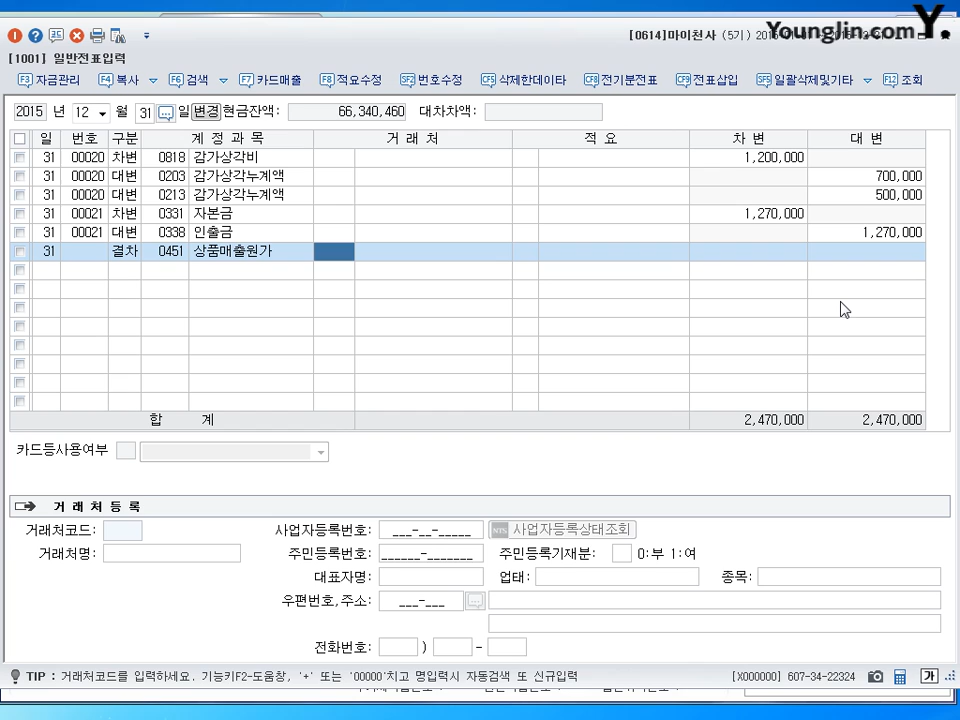 Younglin.com Y.
[0614]마이천사 (5기)
[1001] 일반전표입력
F3 자금관리 F4 복사 F6 검색 F7 카드매출 F8 적요수정 SF2 번호수정 CF5 삭제한데이타 CF8 전기분전표 CF9 전표삽입 SF5 일괄삭제및기타 F12 조회
2015 년 12 월 31 일 변경 현금잔액: 66,340,460 대차차액:
일 번호 구분 계 정 과 목 거 래 처 적 요 차 변 대 변
31 00020 차변 0818 감가상각비 1,200,000
31 00020 대변 0203 감가상각누계액 700,000
31 00020 대변 0213 감가상각누계액 500,000
31 00021 차변 0331 자본금 1,270,000
31 00021 대변 0338 인출금 1,270,000
31 결차 0451 상품매출원가
합 계 2,470,000 2,470,000
카드등사용여부
거 래 처 등 록
거래처코드: 사업자등록번호: ___-__-_____ NTS 사업자등록상태조회
거래처명: 주민등록번호: ______-_______ 주민등록기재분: 0:부 1:여
대표자명: 업태: 종목:
우편번호,주소: ___-___
전화번호: ) -
TIP : 거래처코드를 입력하세요. 기능키F2-도움창, '+' 또는 '00000'치고 명입력시 자동검색 또 신규입력 [X000000] 607-34-22324 가